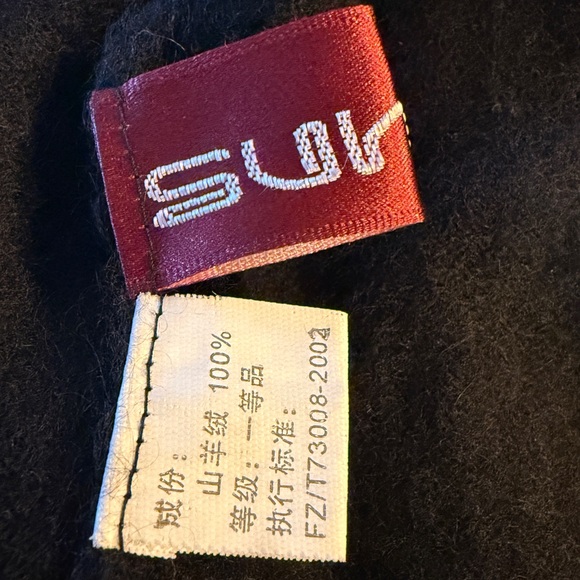 成份：
山羊绒 100%
等级：一等品
执行标准：
FZ/T73008-2002